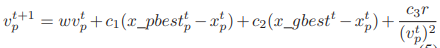 v_p^{t+1} = wv_p^t + c_1(x\_pbest_p^t - x_p^t) + c_2(x\_gbest^t - x_p^t) + \frac{c_3 r}{(v_p^t)^2}